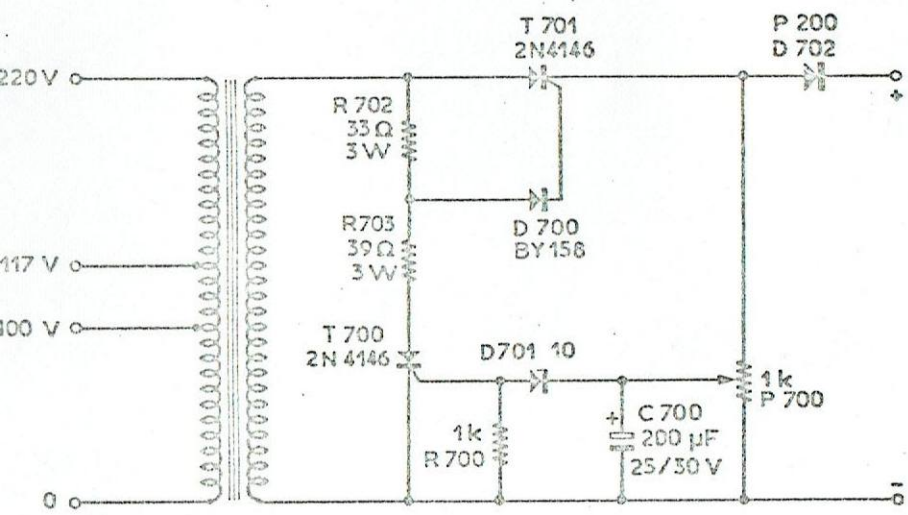 T 701
2N4146
P 200
D 702
220 V
+
R 702
33 Ω
3 W
D 700
BY 158
R703
39 Ω
3 W
117 V
100 V
T 700
2N 4146
D701 10
1k
P 700
+
C 700
200 µF
25/30 V
1k
R 700
0
-